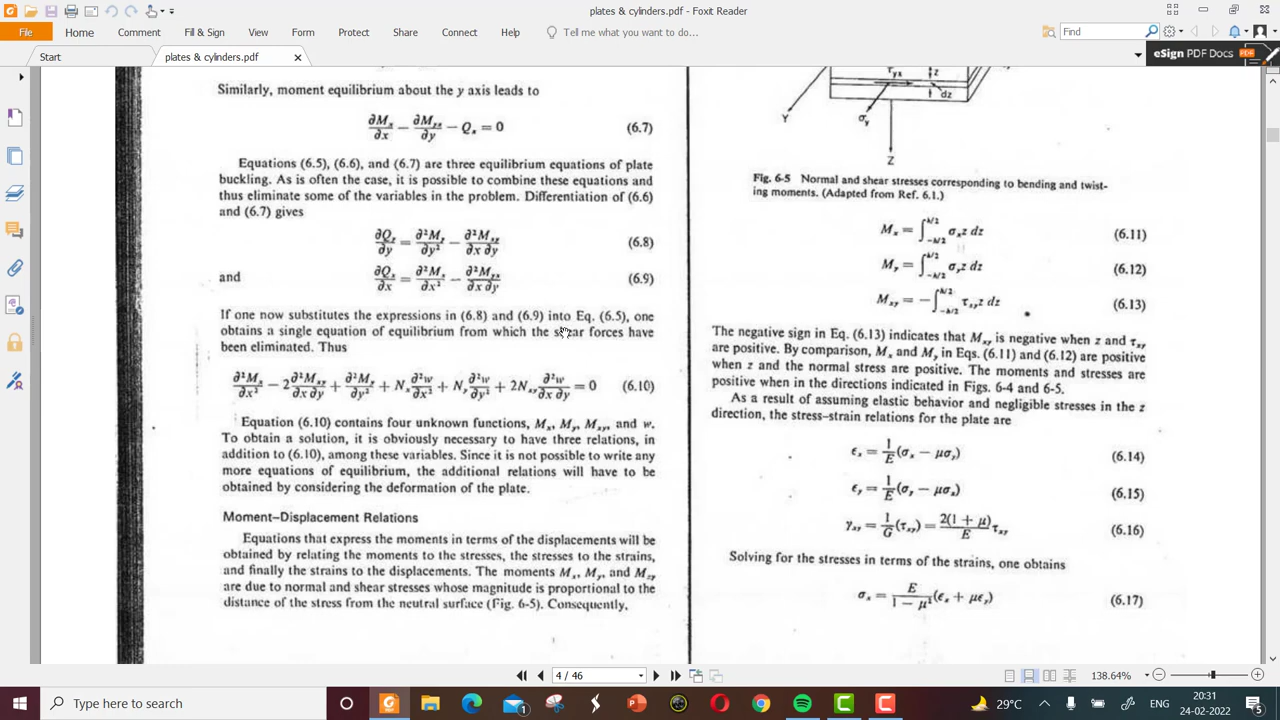 plates & cylinders.pdf - Foxit Reader
File Home Comment Fill & Sign View Form Protect Share Connect Help Tell me what you want to do... Find
Start plates & cylinders.pdf eSign PDF Docs
Similarly, moment equilibrium about the y axis leads to
∂Mₓ/∂x − ∂M_yx/∂y − Qₓ = 0 (6.7)
Equations (6.5), (6.6), and (6.7) are three equilibrium equations of plate
buckling. As is often the case, it is possible to combine these equations and
thus eliminate some of the variables in the problem. Differentiation of (6.6)
and (6.7) gives
∂Q_y/∂y = ∂²M_y/∂y² − ∂²M_xy/∂x ∂y (6.8)
and ∂Qₓ/∂x = ∂²Mₓ/∂x² − ∂²M_yx/∂x ∂y (6.9)
If one now substitutes the expressions in (6.8) and (6.9) into Eq. (6.5), one
obtains a single equation of equilibrium from which the shear forces have
been eliminated. Thus
∂²Mₓ/∂x² − 2 ∂²M_xy/∂x ∂y + ∂²M_y/∂y² + Nₓ ∂²w/∂x² + N_y ∂²w/∂y² + 2N_xy ∂²w/∂x ∂y = 0 (6.10)
Equation (6.10) contains four unknown functions, Mₓ, M_y, M_xy, and w.
To obtain a solution, it is obviously necessary to have three relations, in
addition to (6.10), among these variables. Since it is not possible to write any
more equations of equilibrium, the additional relations will have to be
obtained by considering the deformation of the plate.
Moment–Displacement Relations
Equations that express the moments in terms of the displacements will be
obtained by relating the moments to the stresses, the stresses to the strains,
and finally the strains to the displacements. The moments Mₓ, M_y, and M_xy
are due to normal and shear stresses whose magnitude is proportional to the
distance of the stress from the neutral surface (Fig. 6-5). Consequently,
τ_yx z
dz
Y σ_y
Z
Fig. 6-5 Normal and shear stresses corresponding to bending and twist-
ing moments. (Adapted from Ref. 6.1.)
Mₓ = ∫_{-h/2}^{h/2} σₓz dz (6.11)
M_y = ∫_{-h/2}^{h/2} σ_y z dz (6.12)
M_xy = −∫_{-h/2}^{h/2} τ_xy z dz (6.13)
The negative sign in Eq. (6.13) indicates that M_xy is negative when z and τ_xy
are positive. By comparison, Mₓ and M_y in Eqs. (6.11) and (6.12) are positive
when z and the normal stress are positive. The moments and stresses are
positive when in the directions indicated in Figs. 6-4 and 6-5.
As a result of assuming elastic behavior and negligible stresses in the z
direction, the stress–strain relations for the plate are
ϵₓ = 1/E (σₓ − μσ_y) (6.14)
ϵ_y = 1/E (σ_y − μσₓ) (6.15)
γ_xy = 1/G (τ_xy) = 2(1 + μ)/E τ_xy (6.16)
Solving for the stresses in terms of the strains, one obtains
σₓ = E/(1 − μ²) (ϵₓ + μϵ_y) (6.17)
4 / 46 138.64%
Type here to search 29°C ENG 20:31
24-02-2022